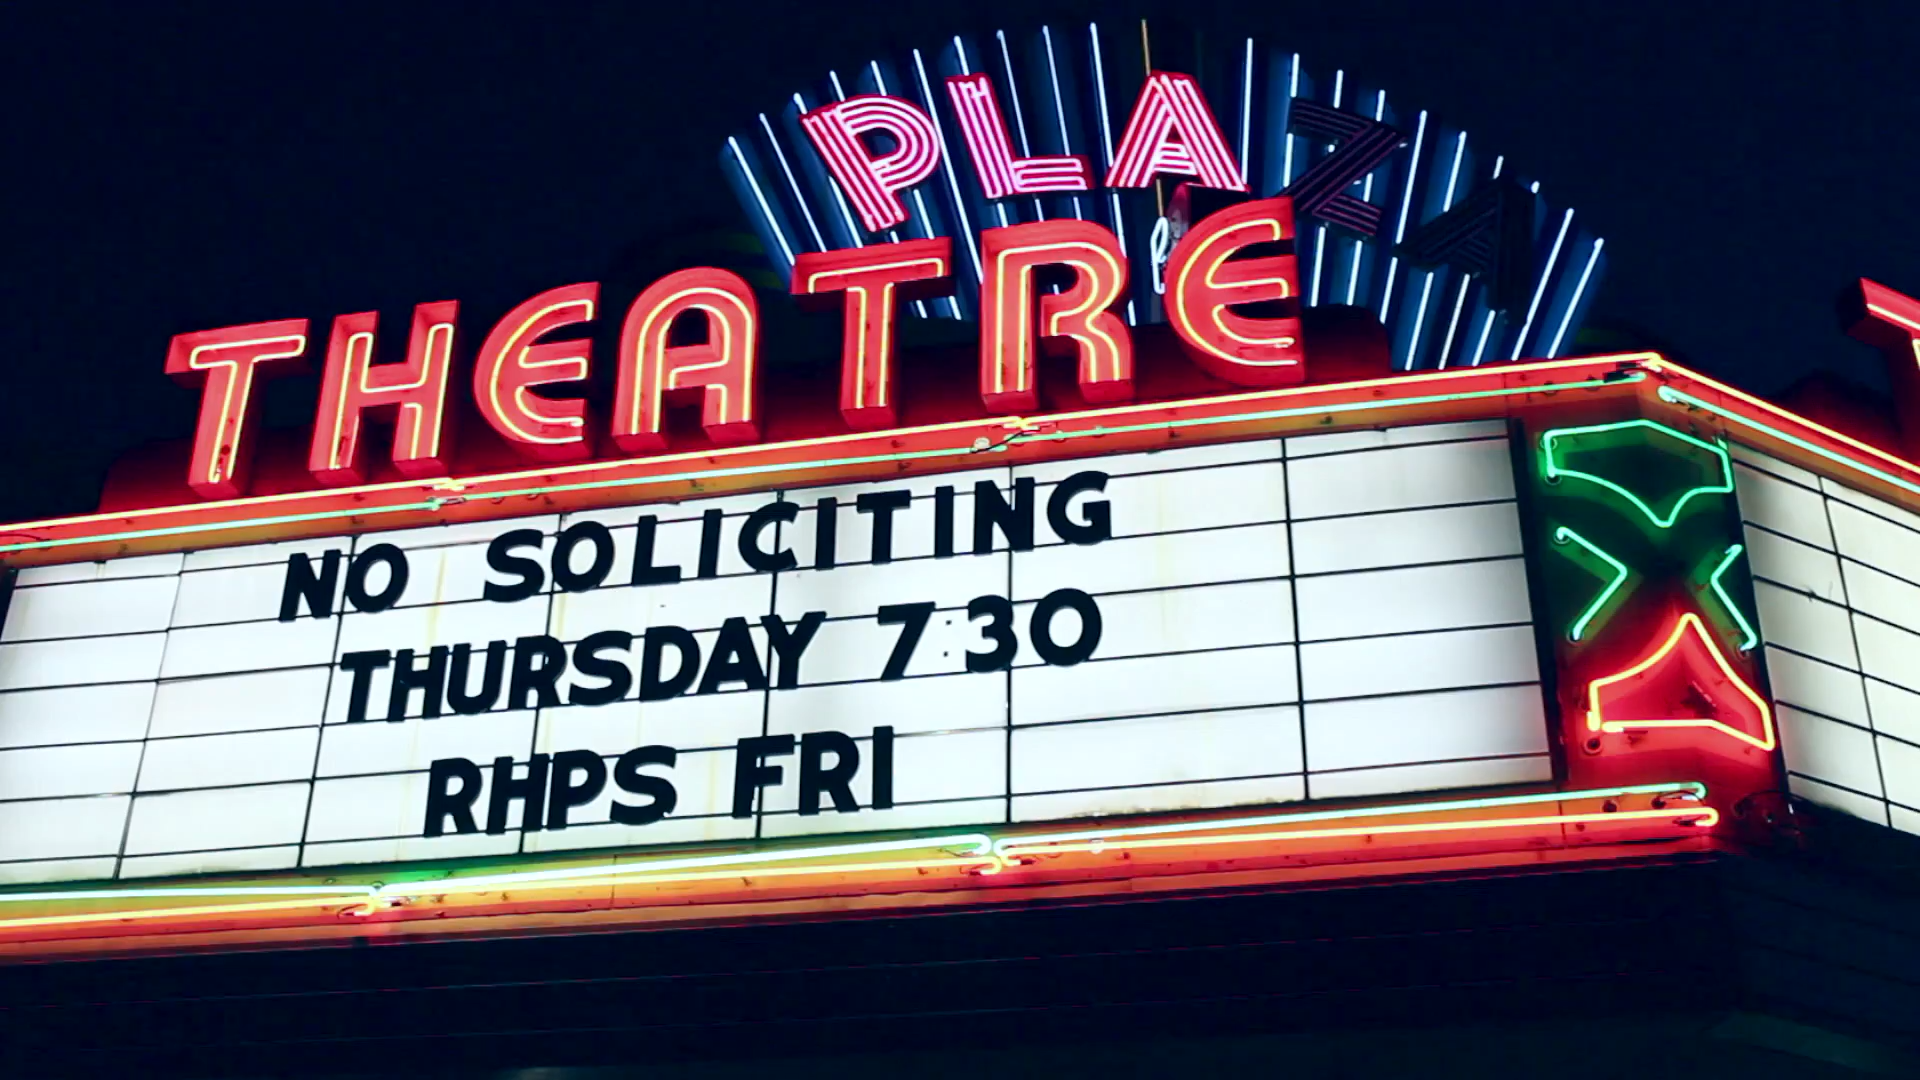 PLAZA
THEATRE
NO SOLICITING
THURSDAY 7:30
RHPS FRI